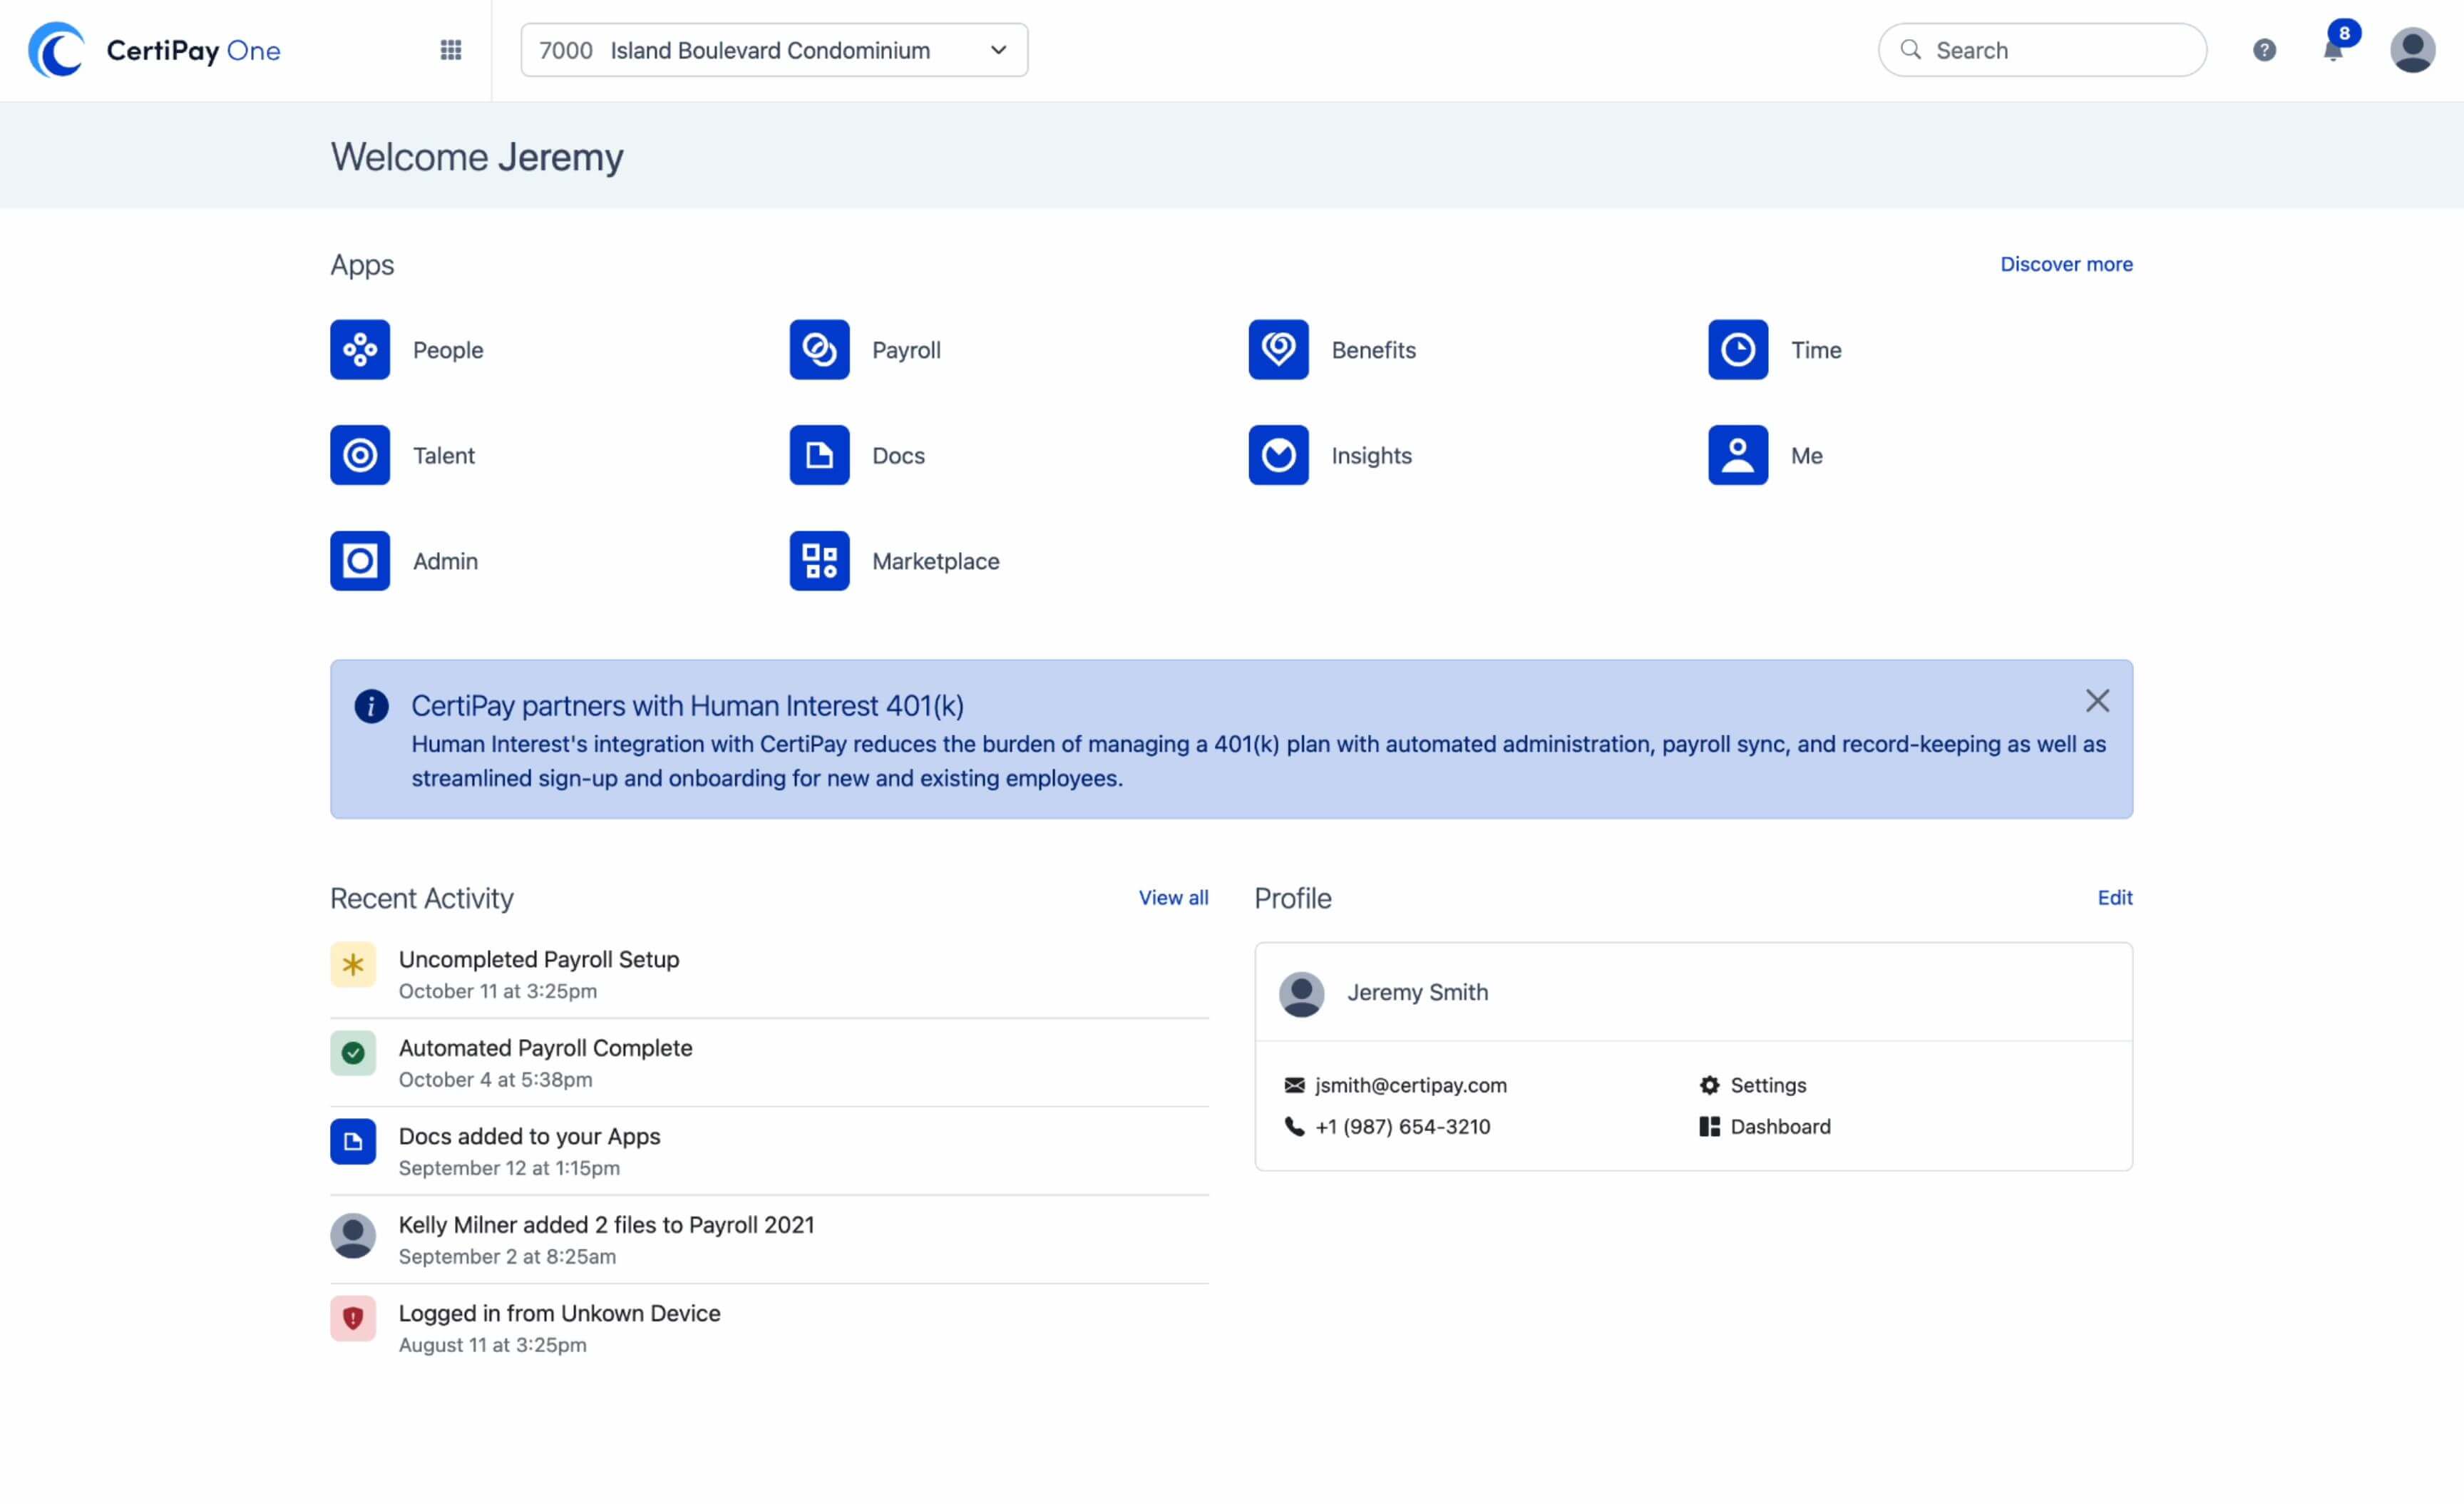 CertiPay One
7000 Island Boulevard Condominium
Search
8
Welcome Jeremy
Apps
Discover more
People
Payroll
Benefits
Time
Talent
Docs
Insights
Me
Admin
Marketplace
CertiPay partners with Human Interest 401(k)
Human Interest's integration with CertiPay reduces the burden of managing a 401(k) plan with automated administration, payroll sync, and record-keeping as well as
streamlined sign-up and onboarding for new and existing employees.
Recent Activity
View all
Uncompleted Payroll Setup
October 11 at 3:25pm
Automated Payroll Complete
October 4 at 5:38pm
Docs added to your Apps
September 12 at 1:15pm
Kelly Milner added 2 files to Payroll 2021
September 2 at 8:25am
Logged in from Unkown Device
August 11 at 3:25pm
Profile
Edit
Jeremy Smith
jsmith@certipay.com
Settings
+1 (987) 654-3210
Dashboard